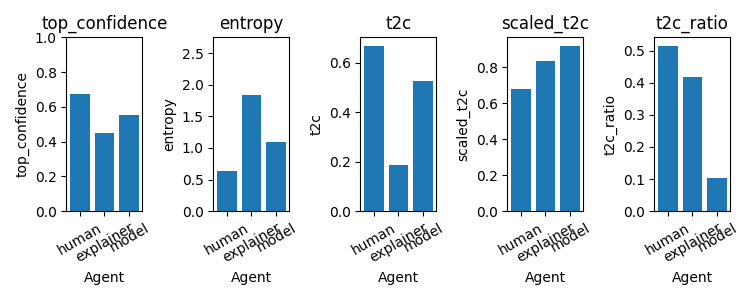 top_confidence
top_confidence
1.0
0.8
0.6
0.4
0.2
0.0
human
explainer
model
Agent
entropy
entropy
2.5
2.0
1.5
1.0
0.5
0.0
human
explainer
model
Agent
t2c
t2c
0.6
0.4
0.2
0.0
human
explainer
model
Agent
scaled_t2c
scaled_t2c
0.8
0.6
0.4
0.2
0.0
human
explainer
model
Agent
t2c_ratio
t2c_ratio
0.5
0.4
0.3
0.2
0.1
0.0
human
explainer
model
Agent